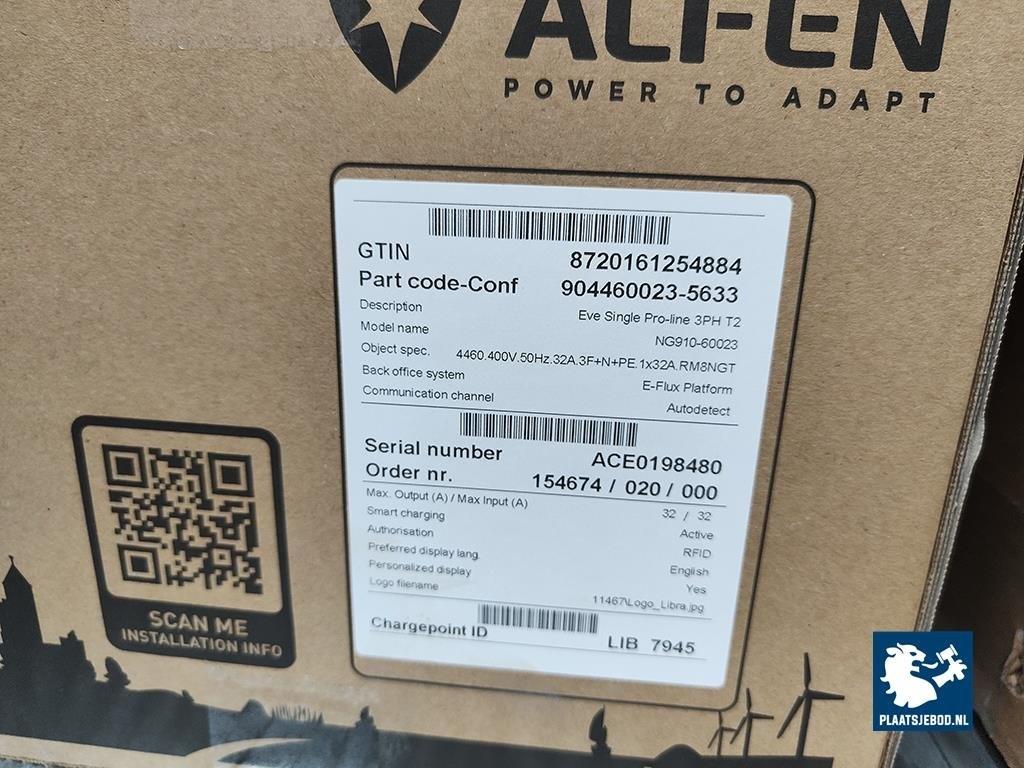 ALFEN
POWER TO ADAPT
GTIN 8720161254884
Part code-Conf 904460023-5633
Description Eve Single Pro-line 3PH T2
Model name NG910-60023
Object spec. 4460.400V.50Hz.32A.3F+N+PE.1x32A.RM8NGT
Back office system E-Flux Platform
Communication channel Autodetect
Serial number ACE0198480
Order nr. 154674 / 020 / 000
Max. Output (A) / Max Input (A) 32 / 32
Smart charging Active
Authorisation RFID
Preferred display lang. English
Personalized display Yes
Logo filename 11467\Logo_Libra.jpg
Chargepoint ID LIB 7945
SCAN ME
INSTALLATION INFO
PLAATSJEBOD.NL